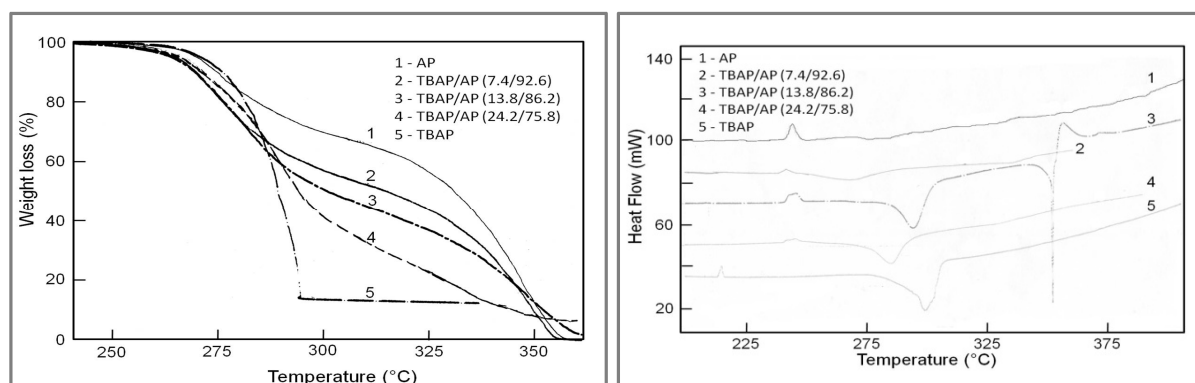 100
80
60
40
20
0
Weight loss (%)
1 - AP
2 - TBAP/AP (7.4/92.6)
3 - TBAP/AP (13.8/86.2)
4 - TBAP/AP (24.2/75.8)
5 - TBAP
1
2
3
4
5
250
275
300
325
350
Temperature (°C)
140
100
60
20
Heat Flow (mW)
1 - AP
2 - TBAP/AP (7.4/92.6)
3 - TBAP/AP (13.8/86.2)
4 - TBAP/AP (24.2/75.8)
5 - TBAP
1
3
2
4
5
225
275
325
375
Temperature (°C)